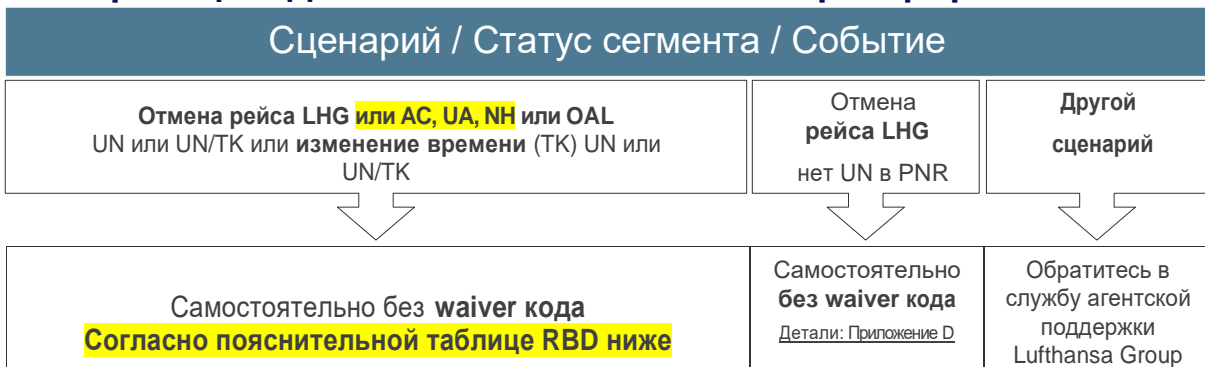 Сценарий / Статус сегмента / Событие
Отмена рейса LHG или AC, UA, NH или OAL
UN или UN/TK или изменение времени (TK) UN или
UN/TK
Отмена
рейса LHG
нет UN в PNR
Другой
сценарий
Самостоятельно без waiver кода
Согласно пояснительной таблице RBD ниже
Самостоятельно
без waiver кода
Детали: Приложение D
Обратитесь в
службу агентской
поддержки
Lufthansa Group